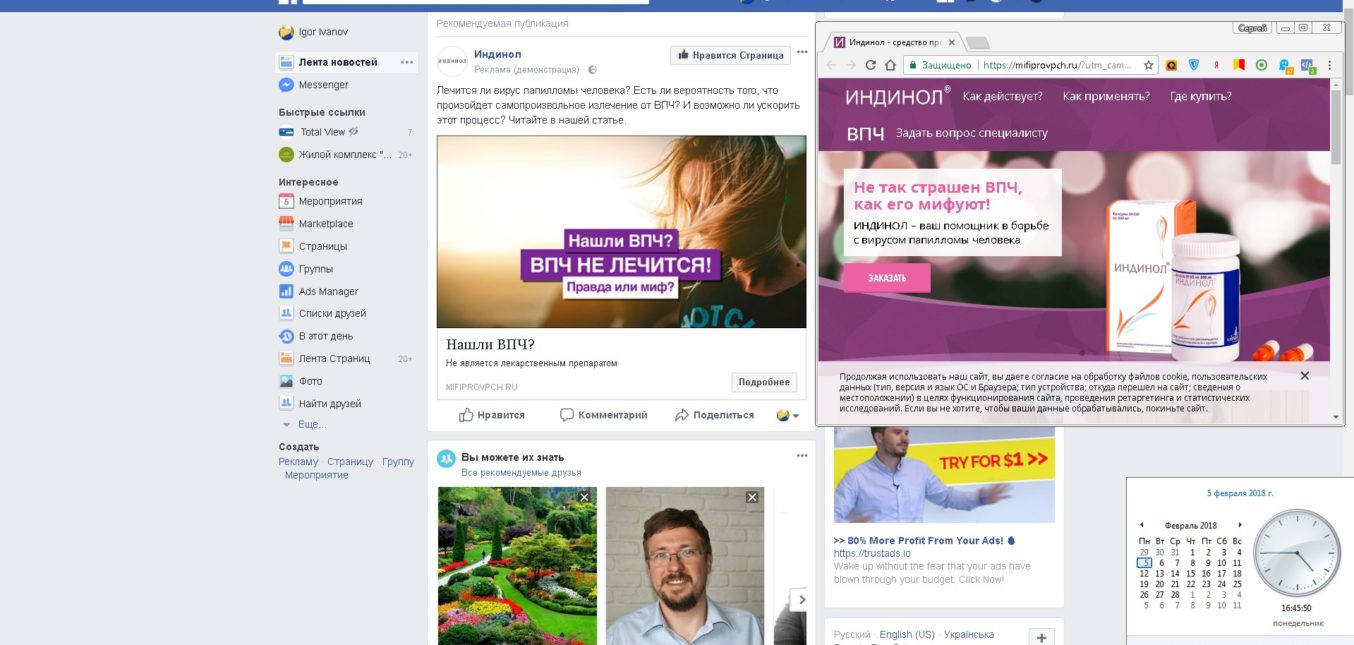 Рекомендуемая публикация
Igor Ivanov
Лента новостей
Messenger
Быстрые ссылки
Total View
7
Жилой комплекс "...
20+
Интересное
5
Мероприятия
Marketplace
Страницы
Группы
Ads Manager
Списки друзей
В этот день
Лента Страниц
20+
Фото
Найти друзей
Еще...
Создать
Рекламу · Страницу · Группу
· Мероприятие
ИНДИНОЛ
Индинол
Реклама (демонстрация) ·
Нравится Страница
Лечится ли вирус папилломы человека? Есть ли вероятность того, что
произойдет самопроизвольное излечение от ВПЧ? И возможно ли ускорить
этот процесс? Читайте в нашей статье.
Нашли ВПЧ?
ВПЧ НЕ ЛЕЧИТСЯ!
Правда или миф?
Нашли ВПЧ?
Не является лекарственным препаратом
MIFIPROVPCH.RU
Подробнее
Нравится
Комментарий
Поделиться
Вы можете их знать
Все рекомендуемые друзья
Сергей
Индинол - средство про
Защищено
https://mifiprovpch.ru/?utm_cam...
ИНДИНОЛ®
Как действует?
Как применять?
Где купить?
ВПЧ
Задать вопрос специалисту
Не так страшен ВПЧ,
как его мифуют!
ИНДИНОЛ – ваш помощник в борьбе
с вирусом папилломы человека
ЗАКАЗАТЬ
ИНДИНОЛ
ИНДИНОЛ
Продолжая использовать наш сайт, вы даете согласие на обработку файлов cookie, пользовательских
данных (тип, версия и язык ОС и Браузера; тип устройства; откуда перешел на сайт; сведения о
местоположении) в целях функционирования сайта, проведения ретаргетинга и статистических
исследований. Если вы не хотите, чтобы ваши данные обрабатывались, покиньте сайт.
TRY FOR $1 >>
>> 80% More Profit From Your Ads!
https://trustads.io
Wake up without the fear that your ads have
blown through your budget. Click Now!
Русский · English (US) · Українська
5 февраля 2018 г.
Февраль 2018
Пн Вт Ср Чт Пт Сб Вс
29 30 31 1 2 3 4
5 6 7 8 9 10 11
12 13 14 15 16 17 18
19 20 21 22 23 24 25
26 27 28 1 2 3 4
5 6 7 8 9 10 11
16:45:50
понедельник